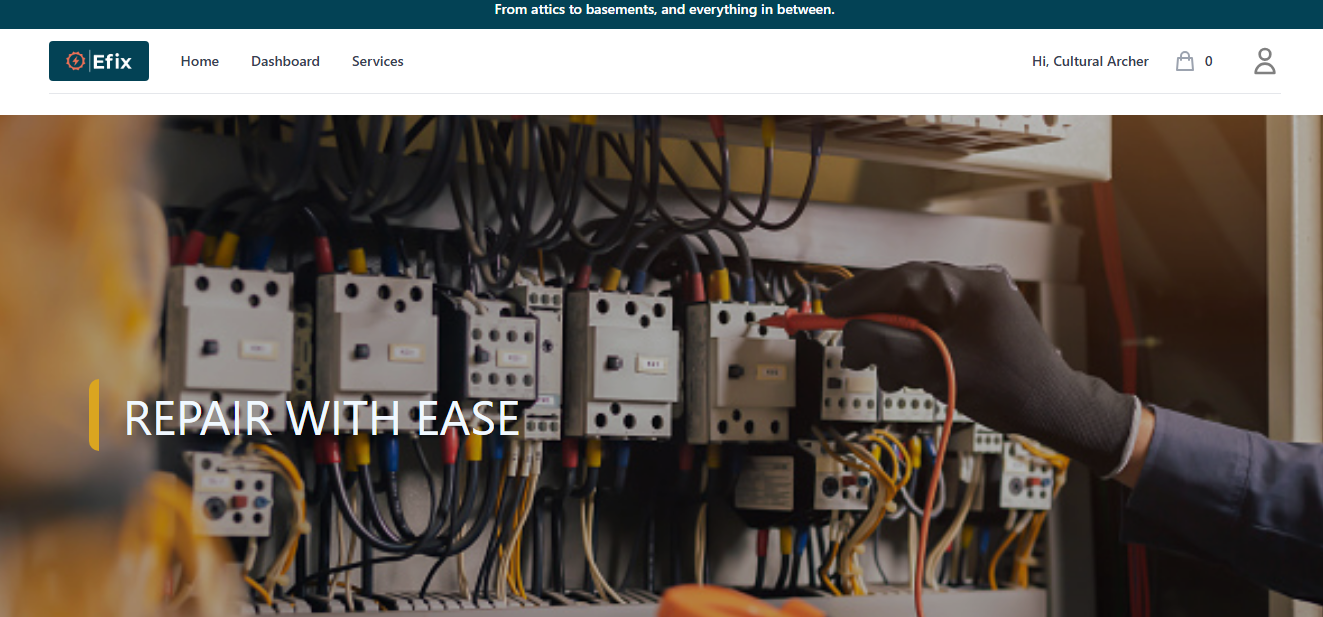 From attics to basements, and everything in between.
Efix
Home
Dashboard
Services
Hi, Cultural Archer
0
REPAIR WITH EASE